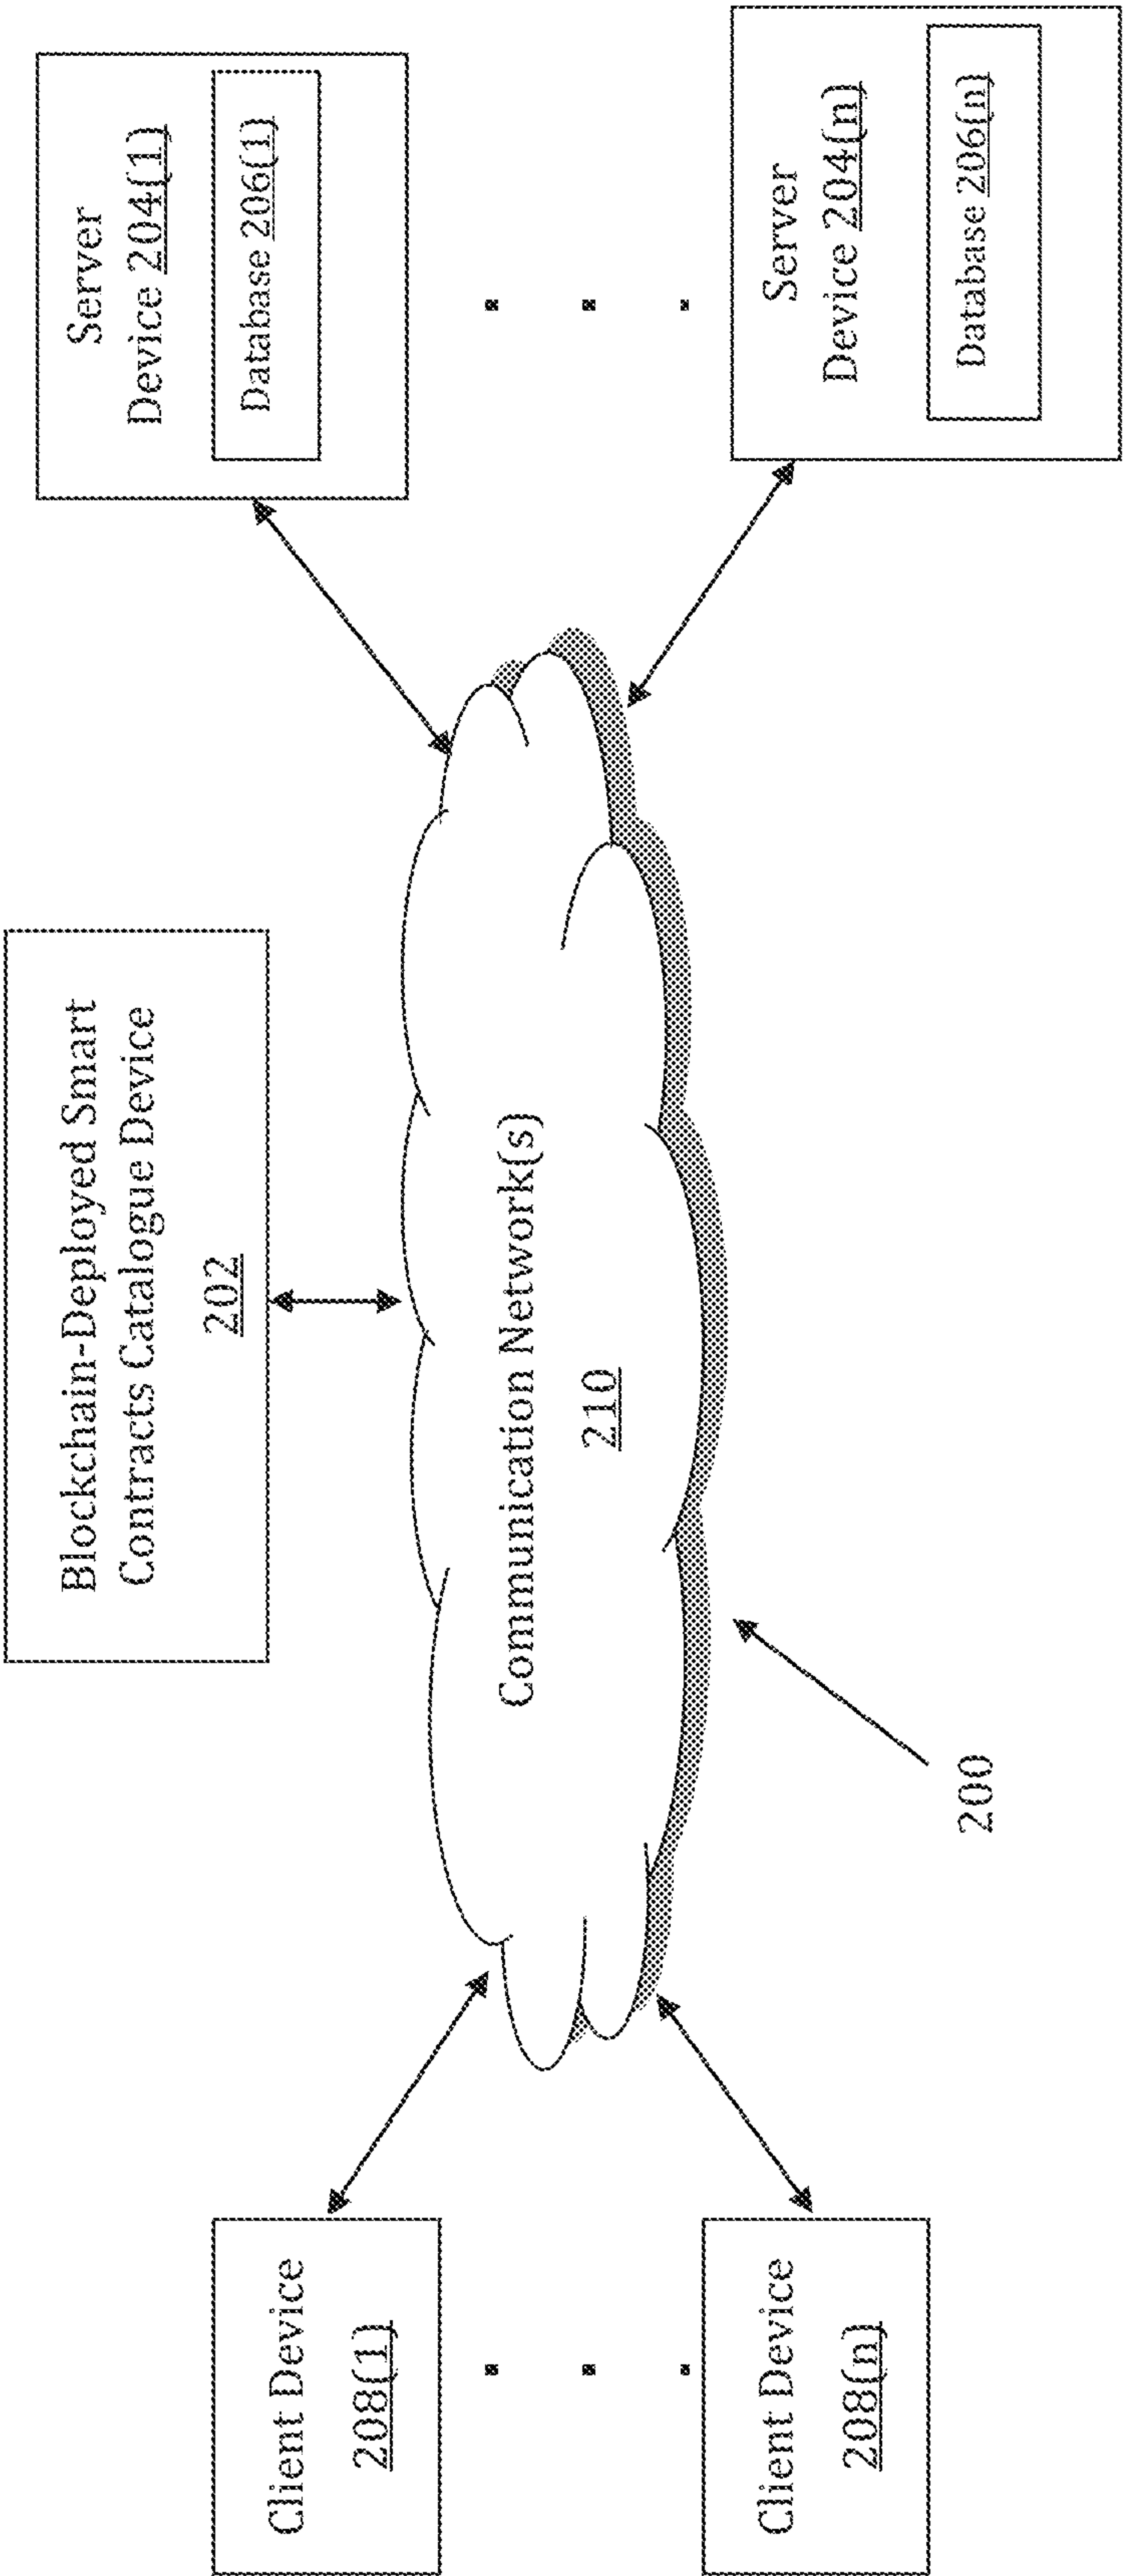 Blockchain-Deployed Smart
Contracts Catalogue Device
202
Client Device
208(1)
Client Device
208(n)
Communication Network(s)
210
200
Server
Device 204(1)
Database 206(1)
Server
Device 204(n)
Database 206(n)